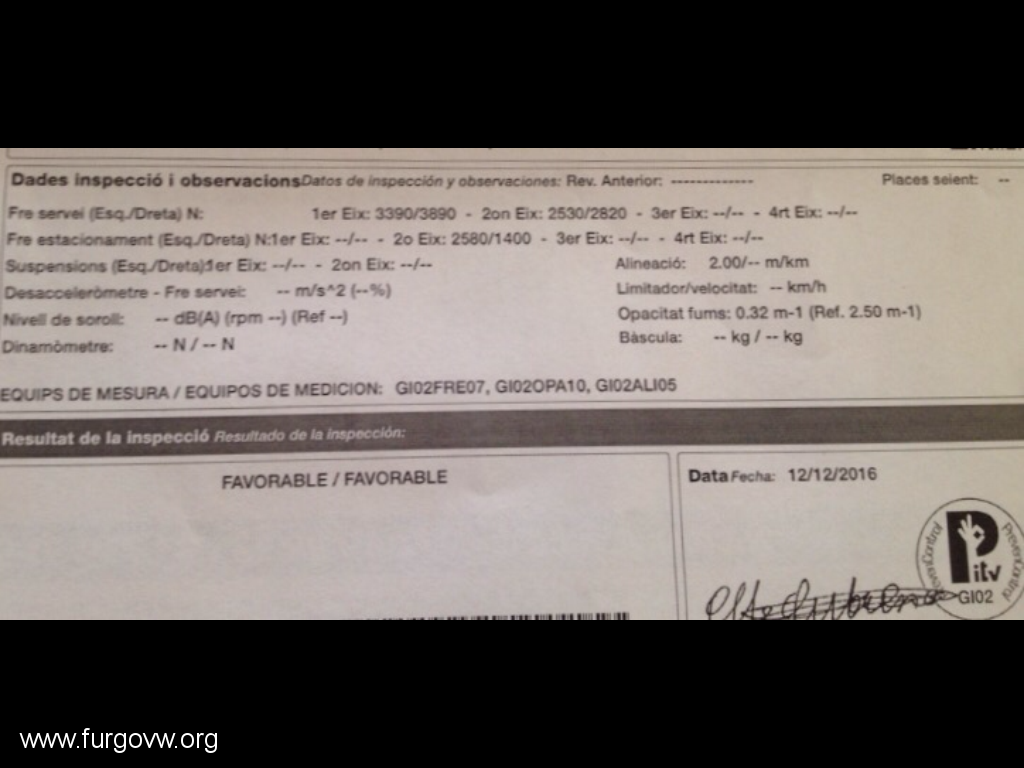 Dades inspecció i observacions Datos de inspección y observaciones: Rev. Anterior: ------------- Places seient: --
Fre servei (Esq./Dreta) N: 1er Eix: 3390/3890 - 2on Eix: 2530/2820 - 3er Eix: --/-- - 4rt Eix: --/--
Fre estacionament (Esq./Dreta) N:1er Eix: --/-- - 2o Eix: 2580/1400 - 3er Eix: --/-- - 4rt Eix: --/--
Suspensions (Esq./Dreta):1er Eix: --/-- - 2on Eix: --/-- Alineació: 2.00/-- m/km
Desaccelеròmetre - Fre servei: -- m/s^2 (--%) Limitador/velocitat: -- km/h
Nivell de soroll: -- dB(A) (rpm --) (Ref --) Opacitat fums: 0.32 m-1 (Ref. 2.50 m-1)
Dinamòmetre: -- N / -- N Bàscula: -- kg / -- kg
EQUIPS DE MESURA / EQUIPOS DE MEDICION: GI02FRE07, GI02OPA10, GI02ALI05
Resultat de la inspecció Resultado de la inspección:
FAVORABLE / FAVORABLE
Data Fecha: 12/12/2016
PrevenControl
PrevenControl
Pitv
GI02
www.furgovw.org